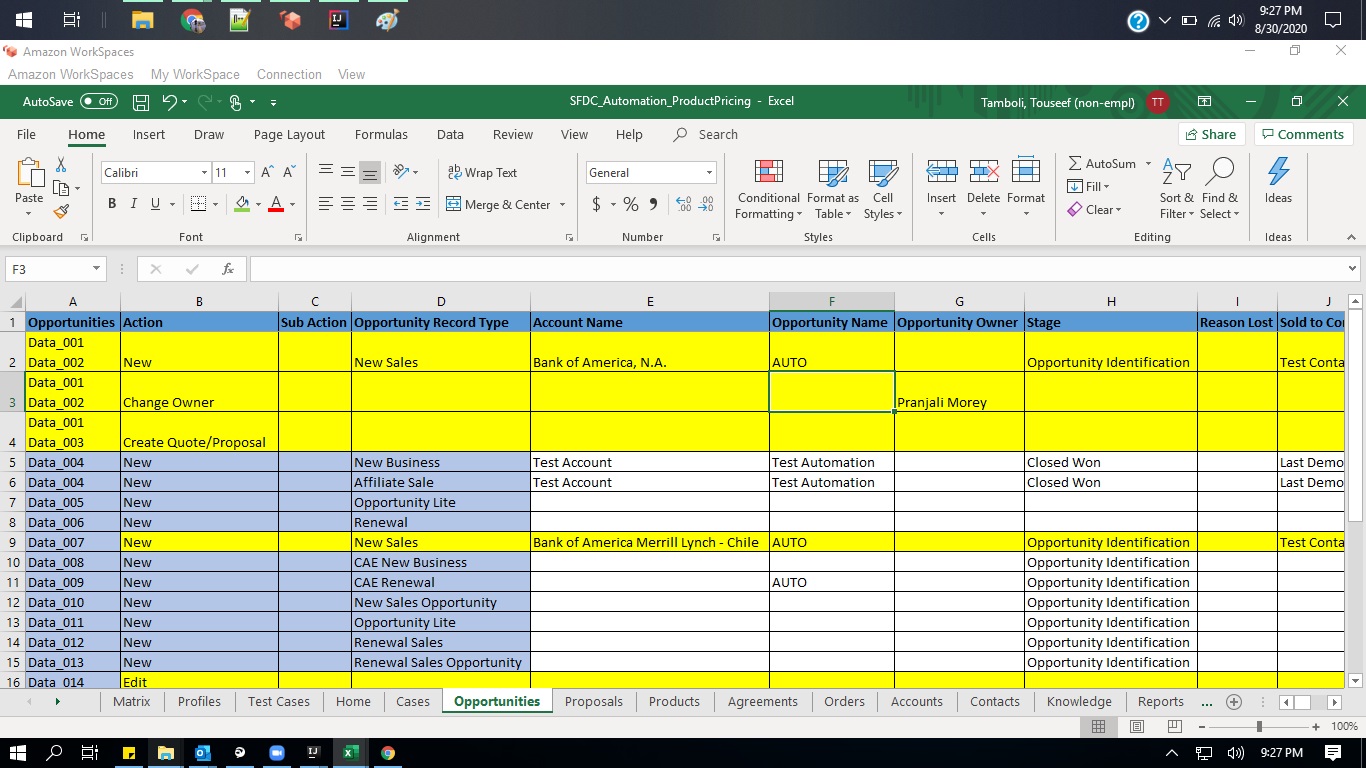 9:27 PM
8/30/2020
Amazon WorkSpaces
Amazon WorkSpaces My WorkSpace Connection View
AutoSave Off SFDC_Automation_ProductPricing - Excel Tamboli, Touseef (non-empl) TT
File Home Insert Draw Page Layout Formulas Data Review View Help Search Share Comments
Paste Calibri 11 A^ A˅ ab Wrap Text General Conditional Format as Cell Insert Delete Format AutoSum Sort & Find & Ideas
B I U A Merge & Center $ % Formatting Table Styles Fill Filter Select
Clear
Clipboard Font Alignment Number Styles Cells Editing Ideas
F3 fx
A B C D E F G H I J
1 Opportunities Action Sub Action Opportunity Record Type Account Name Opportunity Name Opportunity Owner Stage Reason Lost Sold to Co
Data_001
2 Data_002 New New Sales Bank of America, N.A. AUTO Opportunity Identification Test Conta
Data_001
3 Data_002 Change Owner Pranjali Morey
Data_001
4 Data_003 Create Quote/Proposal
5 Data_004 New New Business Test Account Test Automation Closed Won Last Demo
6 Data_004 New Affiliate Sale Test Account Test Automation Closed Won Last Demo
7 Data_005 New Opportunity Lite
8 Data_006 New Renewal
9 Data_007 New New Sales Bank of America Merrill Lynch - Chile AUTO Opportunity Identification Test Conta
10 Data_008 New CAE New Business Opportunity Identification
11 Data_009 New CAE Renewal AUTO Opportunity Identification
12 Data_010 New New Sales Opportunity Opportunity Identification
13 Data_011 New Opportunity Lite Opportunity Identification
14 Data_012 New Renewal Sales Opportunity Identification
15 Data_013 New Renewal Sales Opportunity Opportunity Identification
16 Data_014 Edit
Matrix Profiles Test Cases Home Cases Opportunities Proposals Products Agreements Orders Accounts Contacts Knowledge Reports ...
100%
9:27 PM